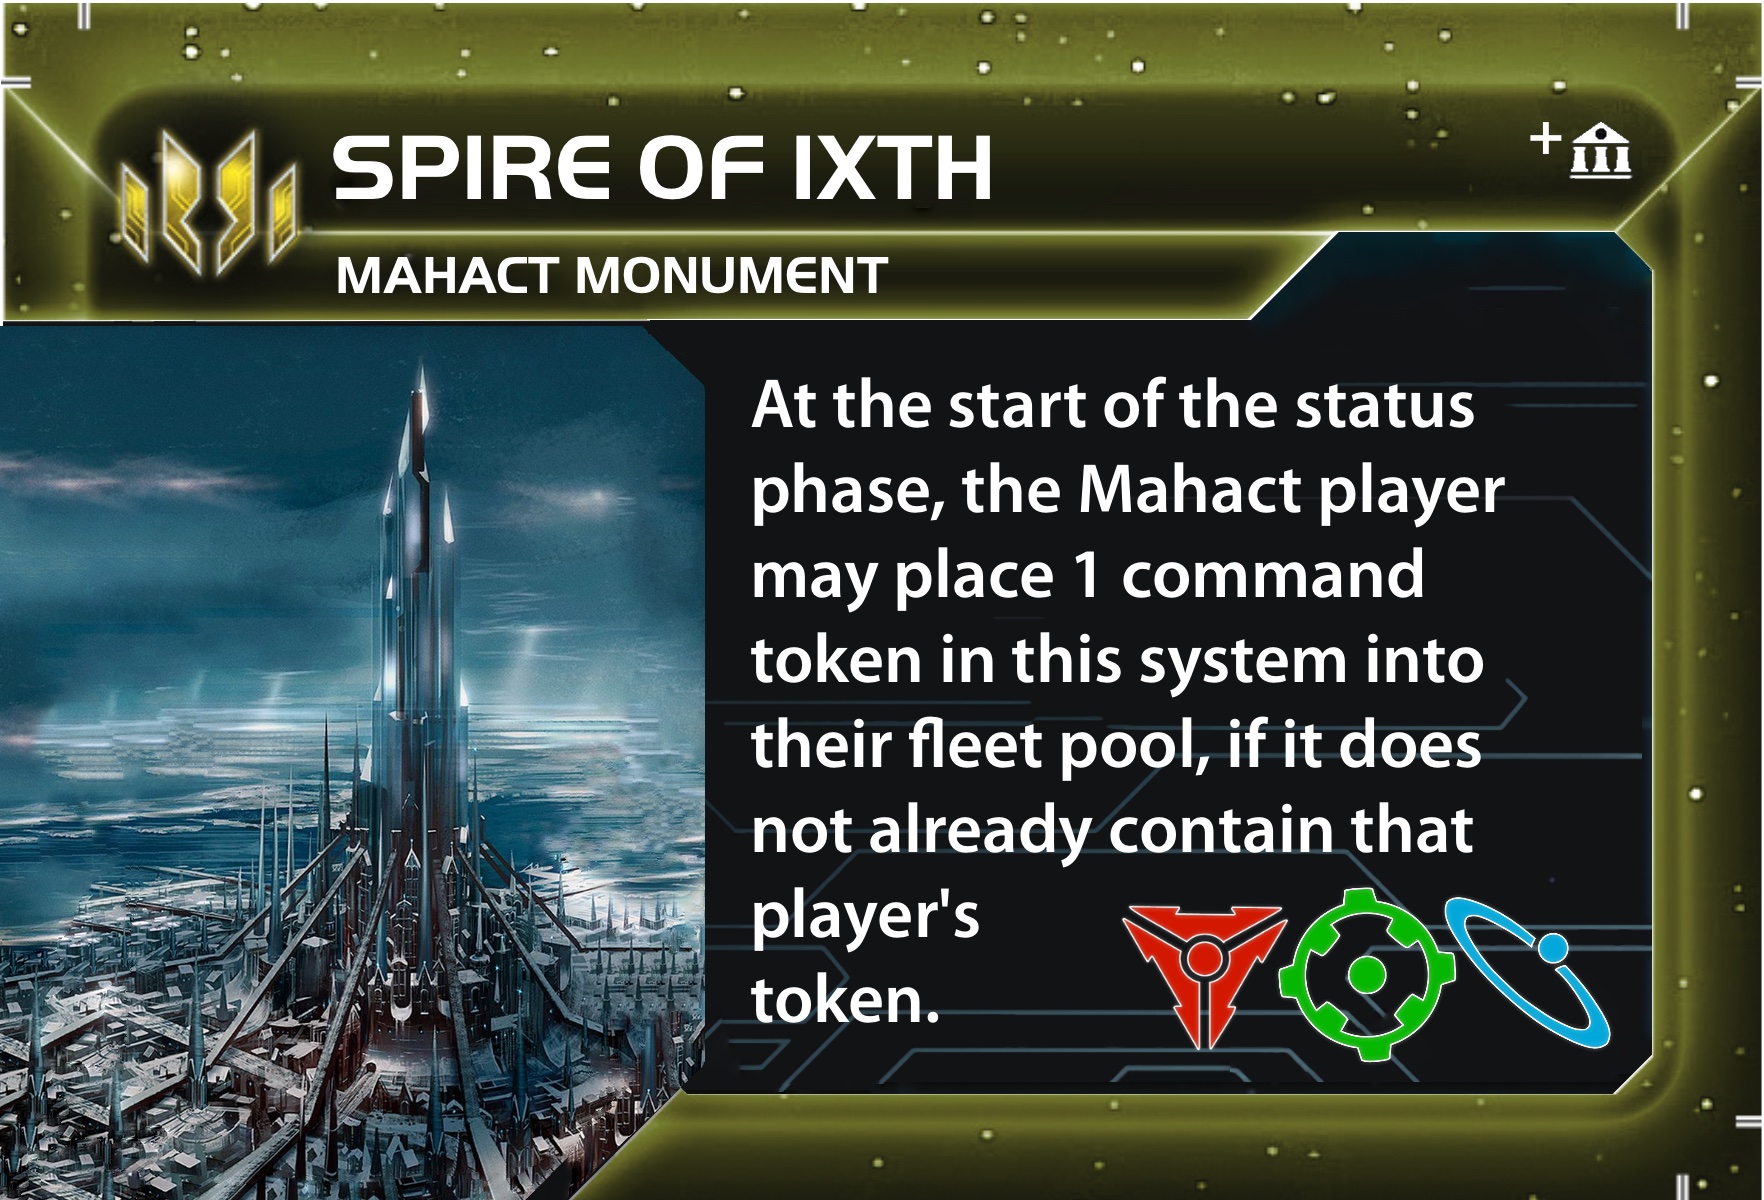 SPIRE OF IXTH
+
MAHACT MONUMENT
At the start of the status
phase, the Mahact player
may place 1 command
token in this system into
their fleet pool, if it does
not already contain that
player's
token.